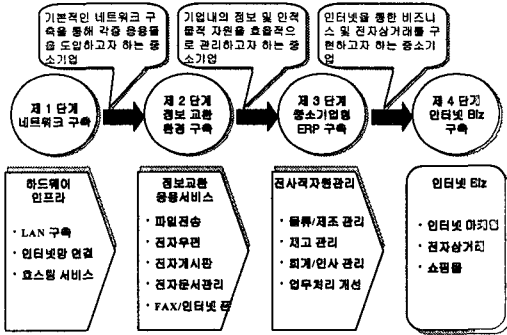 기본적인 네트워크 구
축을 통해 각종 응용물
을 도입하고자 하는 중
소기업
기업내의 정보 및 인적
물적 자원을 효율적으
로 관리하고자 하는 중
소기업
인터넷을 통한 비즈니
스 및 전자상거래를 구
현하고자 하는 중소기
업
제 1 단계
네트워크 구축
제 2 단계
정보 교환
환경 구축
제 3 단계
중소기업형
ERP 구축
제 4 단계
인터넷 Biz
구축
하드웨어
인프라
· LAN 구축
· 인터넷망 연결
· 호스팅 서비스
정보교환
응용서비스
· 파일전송
· 전자우편
· 전자게시판
· 전자문서관리
· FAX/인터넷 폰
전사적자원관리
· 물류/제조 관리
· 재고 관리
· 회계/인사 관리
· 업무처리 개선
인터넷 Biz
· 인터넷 마케팅
· 전자상거래
· 쇼핑몰